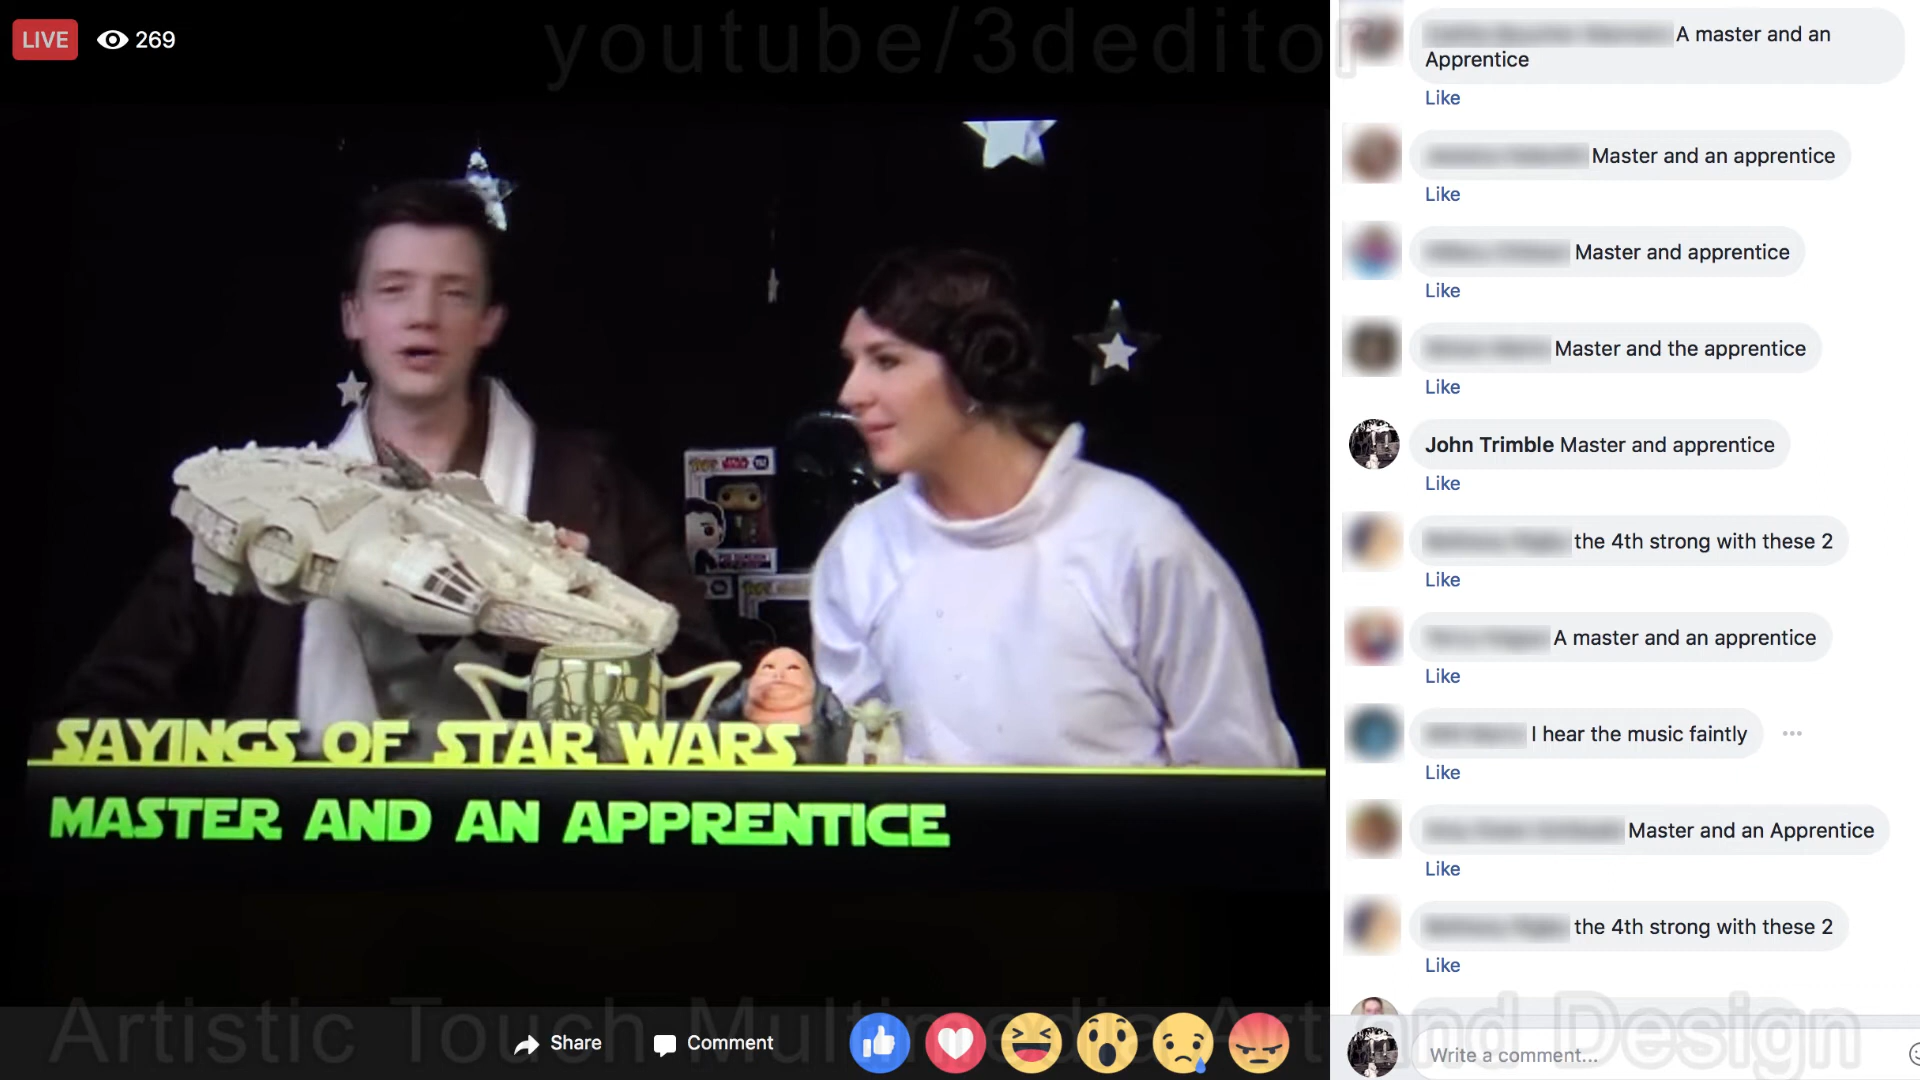 LIVE 269
youtube/3deditor
SAYINGS OF STAR WARS
MASTER AND AN APPRENTICE
Artistic Touch Multimedia Art and Design
Share
Comment
A master and an
Apprentice
Like
Master and an apprentice
Like
Master and apprentice
Like
Master and the apprentice
Like
John Trimble Master and apprentice
Like
the 4th strong with these 2
Like
A master and an apprentice
Like
I hear the music faintly
Like
Master and an Apprentice
Like
the 4th strong with these 2
Like
Write a comment...